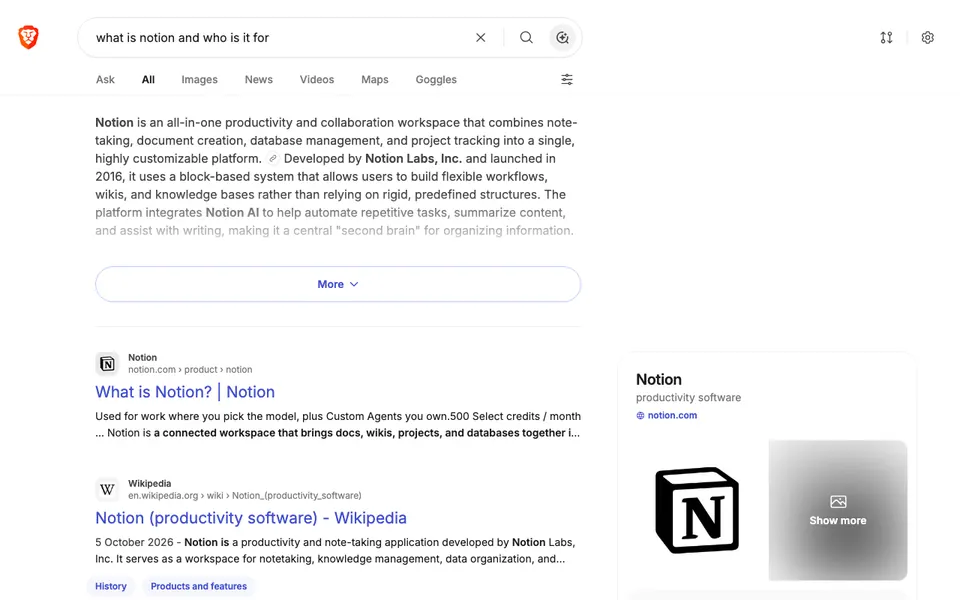 what is notion and who is it for
Ask All Images News Videos Maps Goggles
Notion is an all-in-one productivity and collaboration workspace that combines note-
taking, document creation, database management, and project tracking into a single,
highly customizable platform. Developed by Notion Labs, Inc. and launched in
2016, it uses a block-based system that allows users to build flexible workflows,
wikis, and knowledge bases rather than relying on rigid, predefined structures. The
platform integrates Notion AI to help automate repetitive tasks, summarize content,
and assist with writing, making it a central "second brain" for organizing information.
More
Notion
notion.com › product › notion
What is Notion? | Notion
Used for work where you pick the model, plus Custom Agents you own.500 Select credits / month
... Notion is a connected workspace that brings docs, wikis, projects, and databases together i...
W
Wikipedia
en.wikipedia.org › wiki › Notion_(productivity_software)
Notion (productivity software) - Wikipedia
5 October 2026 - Notion is a productivity and note-taking application developed by Notion Labs,
Inc. It serves as a workspace for notetaking, knowledge management, data organization, and...
History Products and features
Notion
productivity software
notion.com
N
Show more